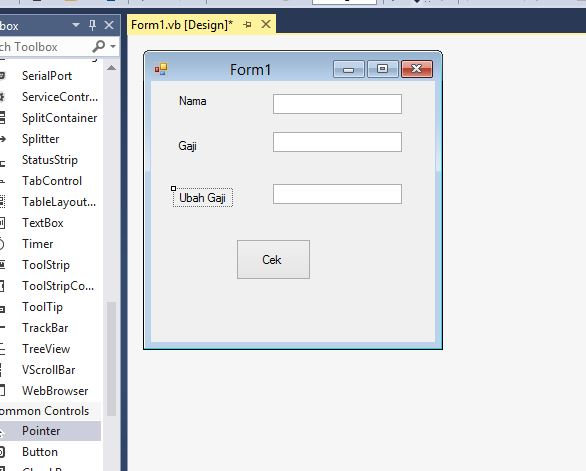 box
Form1.vb [Design]*
ch Toolbox
SerialPort
ServiceContr...
SplitContainer
Splitter
StatusStrip
TabControl
TableLayout...
TextBox
Timer
ToolStrip
ToolStripCo...
ToolTip
TrackBar
TreeView
VScrollBar
WebBrowser
ommon Controls
Pointer
Button
Form1
Nama
Gaji
Ubah Gaji
Cek